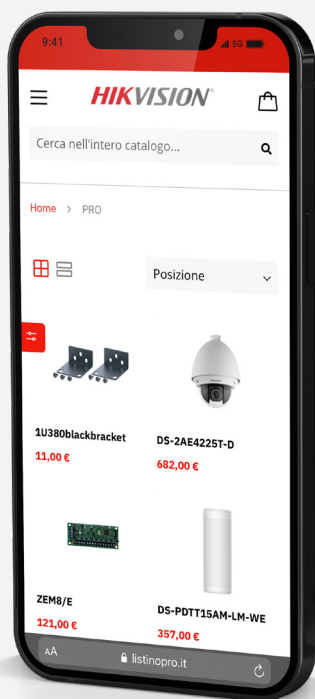 9:41
5G
HIKVISION®
Cerca nell'intero catalogo...
Home > PRO
Posizione
1U380blackbracket
11,00 €
DS-2AE4225T-D
682,00 €
ZEM8/E
121,00 €
DS-PDTT15AM-LM-WE
357,00 €
AA
listinopro.it